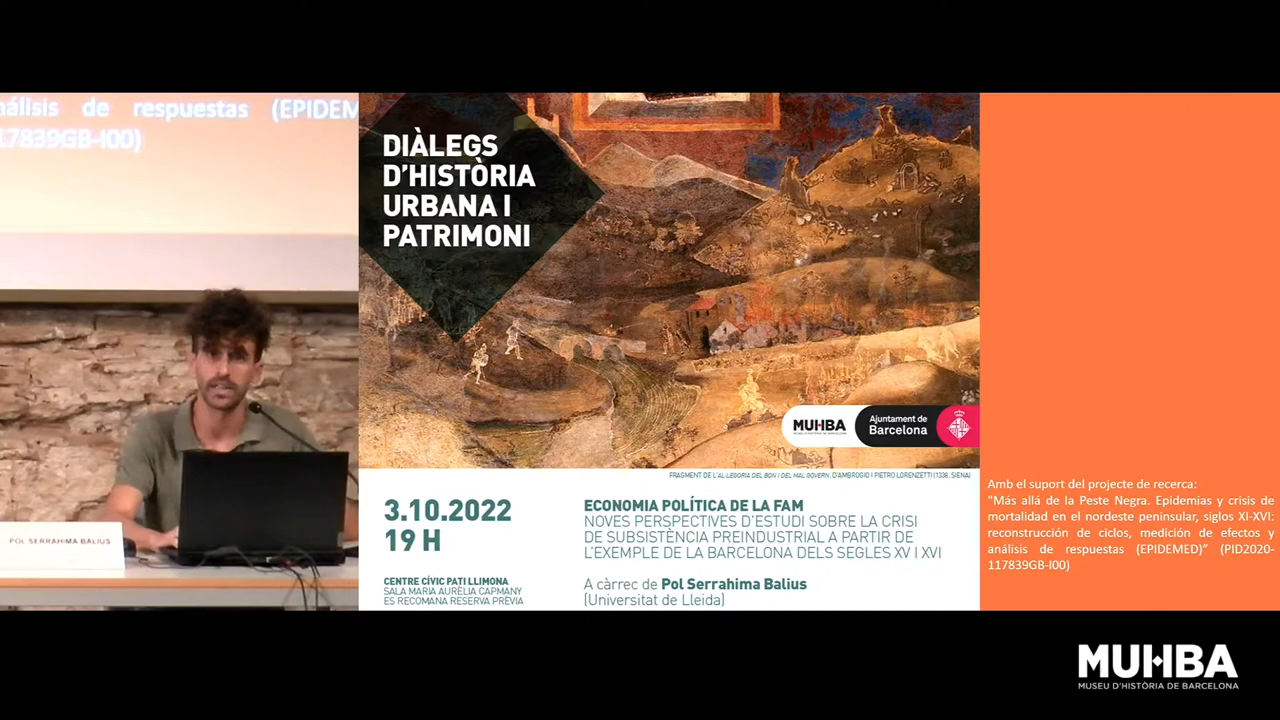 análisis de respuestas (EPIDEM
17839GB-I00)
POL SERRAHIMA BALIUS
DIÀLEGS
D'HISTÒRIA
URBANA I
PATRIMONI
MUHBA
MUSEU D'HISTÒRIA DE BARCELONA
Ajuntament de
Barcelona
FRAGMENT DE L'AL·LEGORIA DEL BON I DEL MAL GOVERN, D'AMBROGIO I PIETRO LORENZETTI (1338, SIENA)
3.10.2022
19 H
CENTRE CÍVIC PATI LLIMONA
SALA MARIA AURÈLIA CAPMANY
ES RECOMANA RESERVA PRÈVIA
ECONOMIA POLÍTICA DE LA FAM
NOVES PERSPECTIVES D'ESTUDI SOBRE LA CRISI
DE SUBSISTÈNCIA PREINDUSTRIAL A PARTIR DE
L'EXEMPLE DE LA BARCELONA DELS SEGLES XV I XVI
A càrrec de Pol Serrahima Balius
(Universitat de Lleida)
Amb el suport del projecte de recerca:
"Más allá de la Peste Negra. Epidemias y crisis de
mortalidad en el nordeste peninsular, siglos XI-XVI:
reconstrucción de ciclos, medición de efectos y
análisis de respuestas (EPIDEMED)” (PID2020-
117839GB-I00)
MUHBA
MUSEU D'HISTÒRIA DE BARCELONA